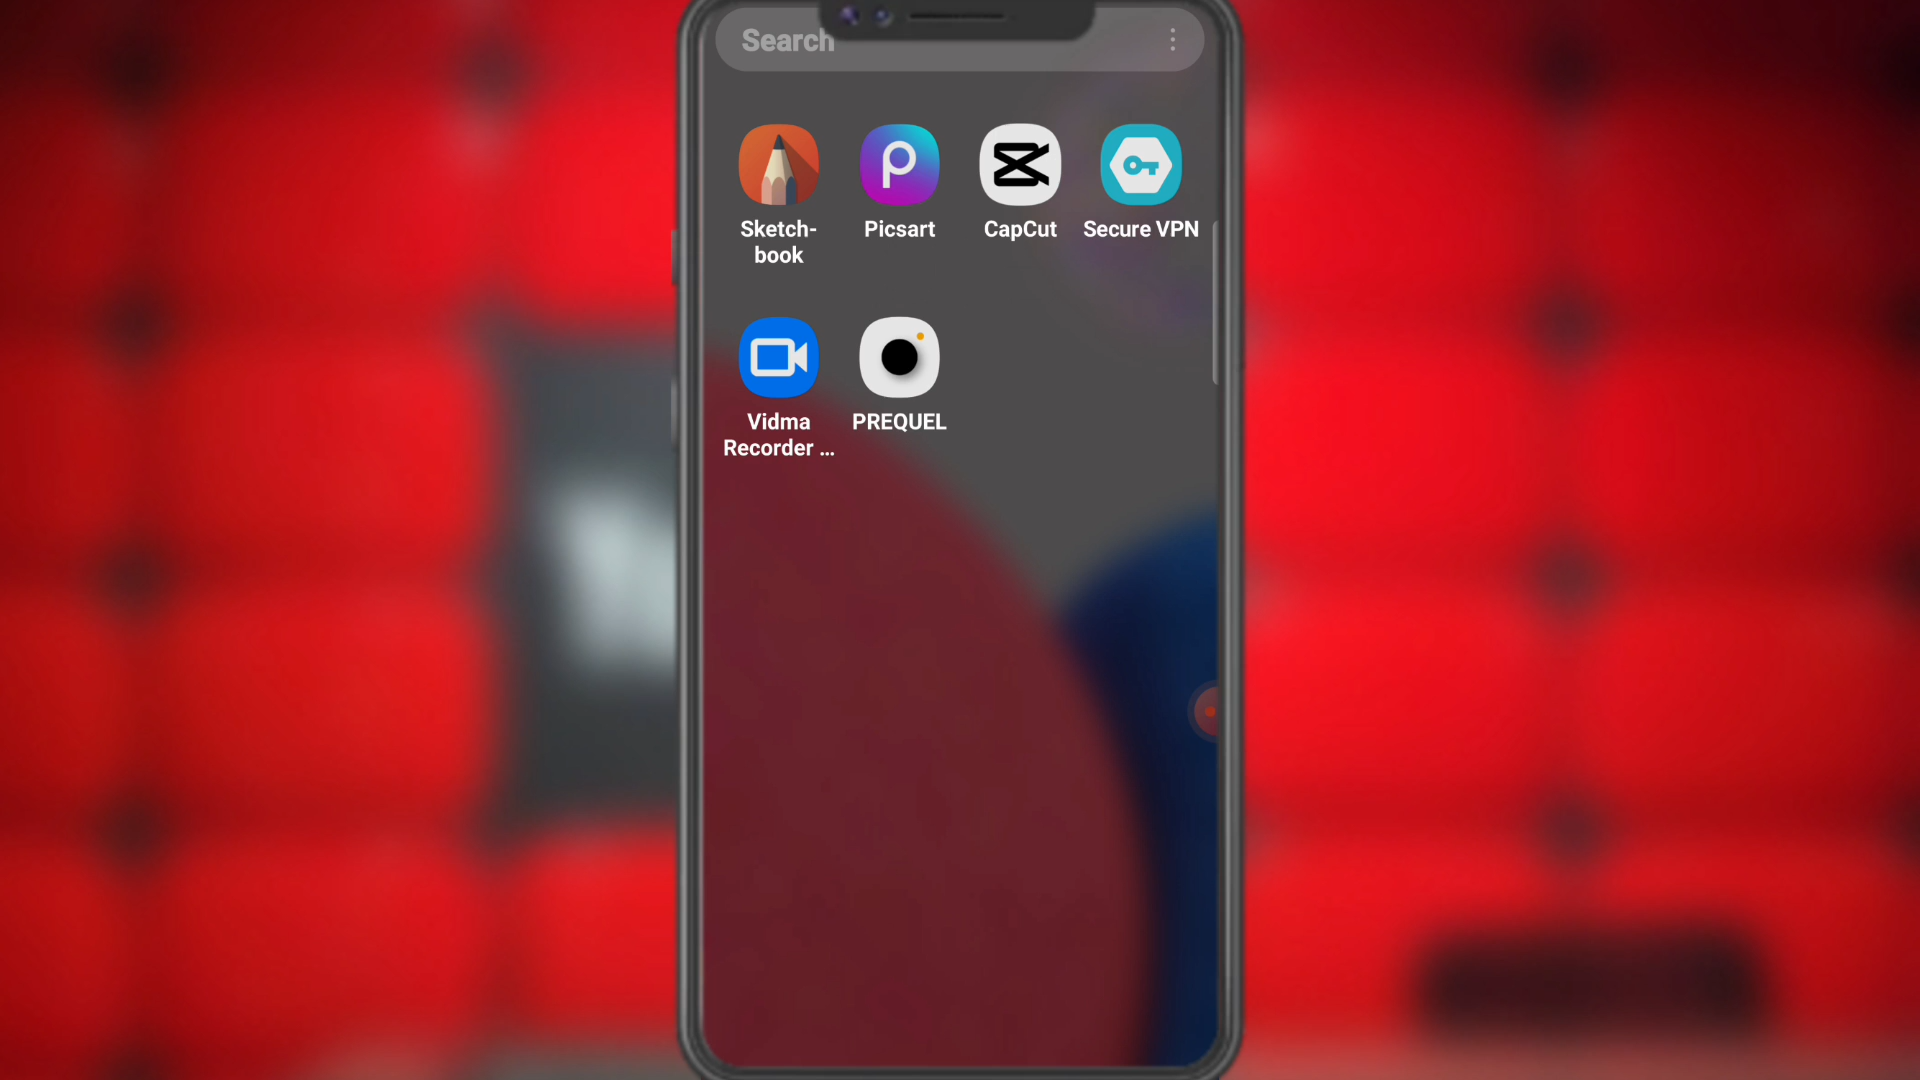 Search
Sketch-
book
Picsart
CapCut
Secure VPN
Vidma
Recorder ...
PREQUEL